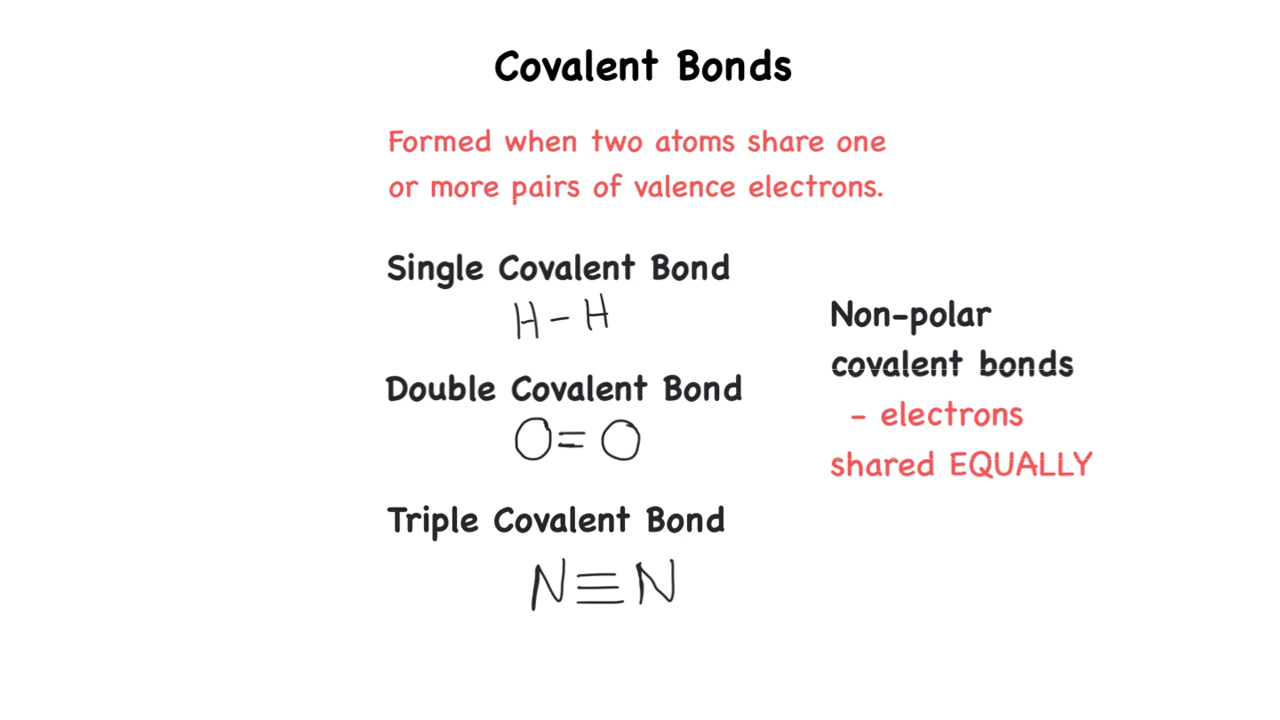 Covalent Bonds
Formed when two atoms share one
or more pairs of valence electrons.
Single Covalent Bond
H – H
Double Covalent Bond
O = O
Triple Covalent Bond
N ≡ N
Non-polar
covalent bonds
– electrons
shared EQUALLY